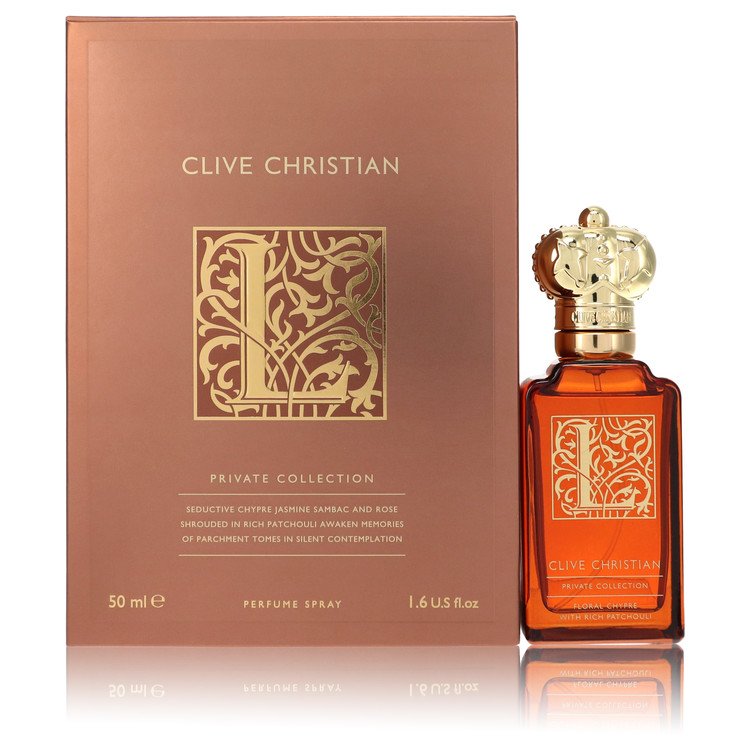 CLIVE CHRISTIAN
L
PRIVATE COLLECTION
SEDUCTIVE CHYPRE JASMINE SAMBAC AND ROSE
SHROUDED IN RICH PATCHOULI AWAKEN MEMORIES
OF PARCHMENT TOMES IN SILENT CONTEMPLATION
50 ml ℮
PERFUME SPRAY
1.6 U.S fl.oz
L
CLIVE CHRISTIAN
PRIVATE COLLECTION
FLORAL CHYPRE
WITH RICH PATCHOULI